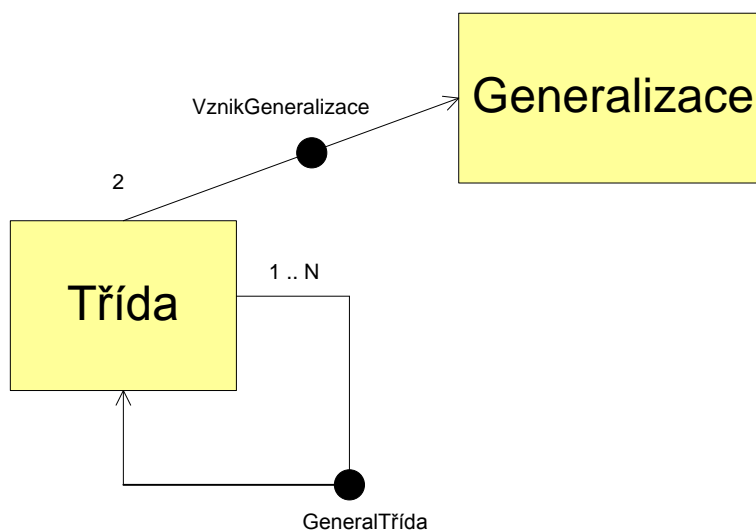 Generalizace
VznikGeneralizace
2
1 .. N
Třída
GeneralTřída